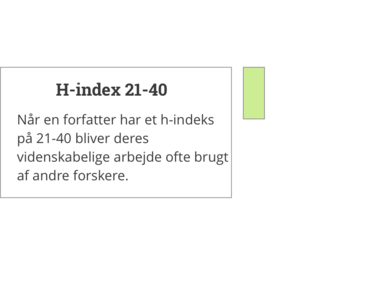 H-index 21-40
Når en forfatter har et h-indeks
på 21-40 bliver deres
videnskabelige arbejde ofte brugt
af andre forskere.